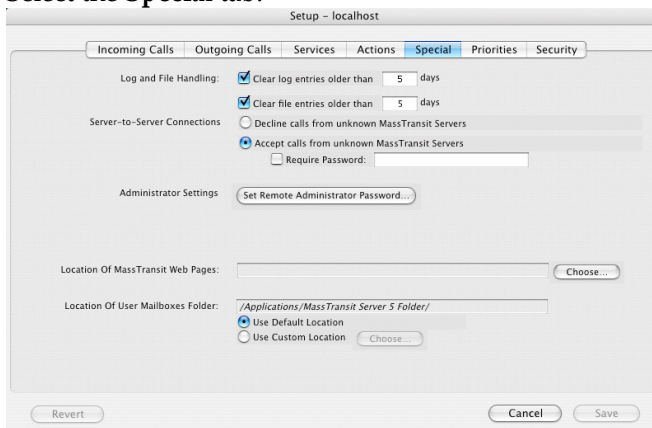 Select the Special tab.
Setup – localhost
Incoming Calls Outgoing Calls Services Actions Special Priorities Security
Log and File Handling: Clear log entries older than 5 days
Clear file entries older than 5 days
Server-to-Server Connections Decline calls from unknown MassTransit Servers
Accept calls from unknown MassTransit Servers
Require Password:
Administrator Settings Set Remote Administrator Password...
Location Of MassTransit Web Pages: Choose...
Location Of User Mailboxes Folder: /Applications/MassTransit Server 5 Folder/
Use Default Location
Use Custom Location Choose...
Revert Cancel Save